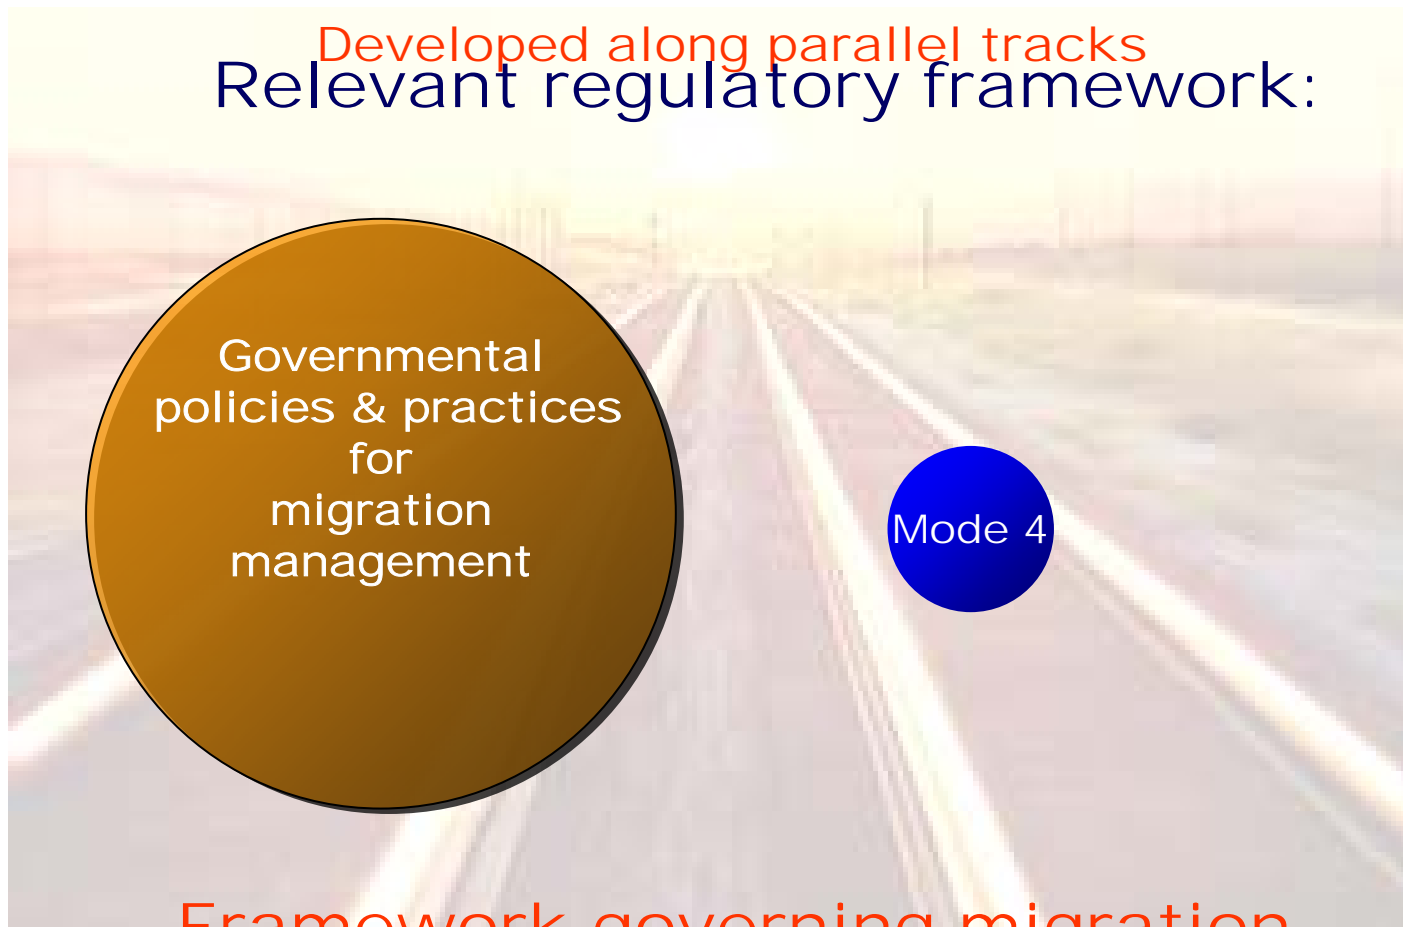 Developed along parallel tracks
Relevant regulatory framework:
Governmental
policies & practices
for
migration
management
Mode 4
Framework governing migration